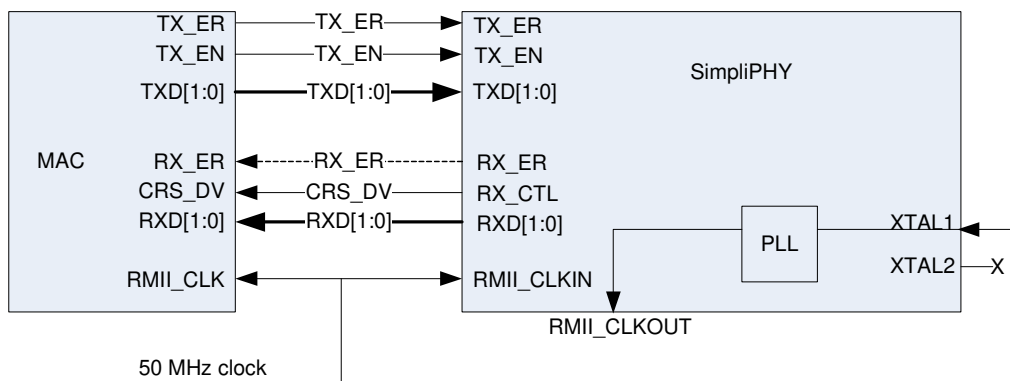 TX_ER TX_ER TX_ER
TX_EN TX_EN TX_EN
SimpliPHY
TXD[1:0] TXD[1:0] TXD[1:0]
MAC RX_ER RX_ER RX_ER
CRS_DV CRS_DV RX_CTL
RXD[1:0] RXD[1:0] RXD[1:0]
XTAL1
PLL
XTAL2 X
RMII_CLK RMII_CLKIN
RMII_CLKOUT
50 MHz clock